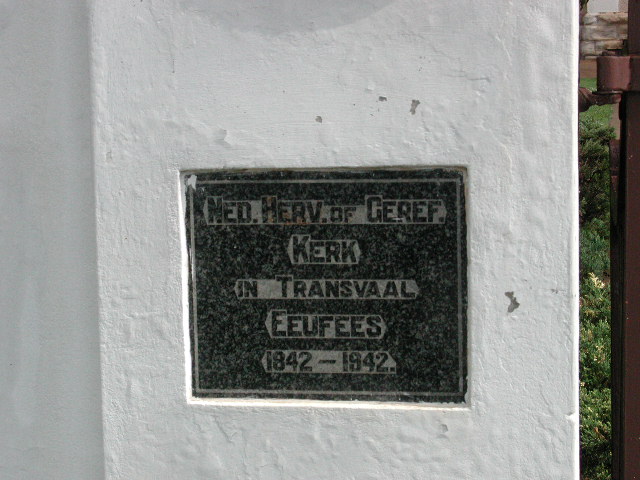 NED. HERV. OF GEREF.
KERK
IN TRANSVAAL
EEUFEES
1842 — 1942.